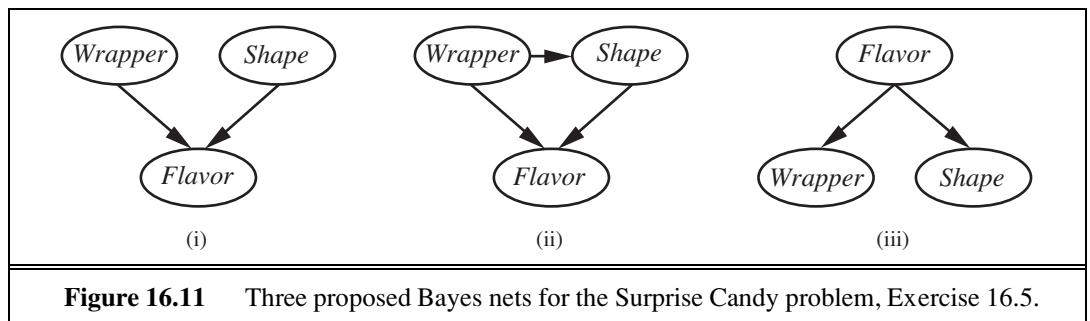 Wrapper Shape Wrapper Shape Flavor
Flavor Flavor Wrapper Shape
(i) (ii) (iii)
Figure 16.11 Three proposed Bayes nets for the Surprise Candy problem, Exercise 16.5.